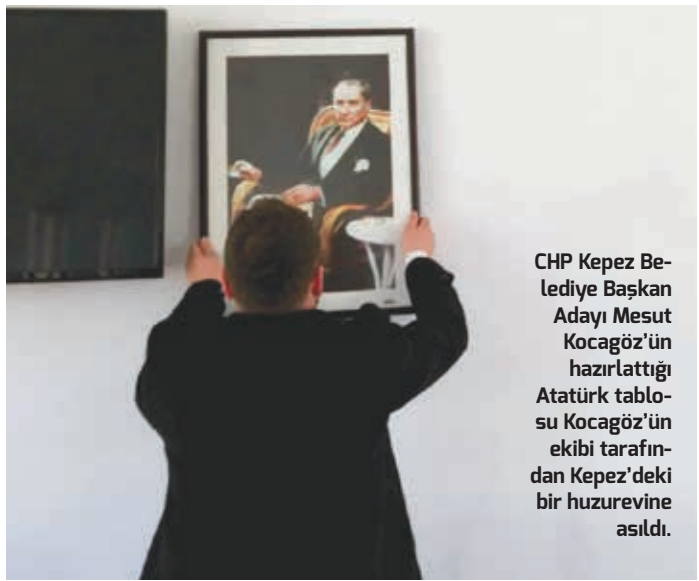 CHP Kepez Be-
lediye Başkan
Adayı Mesut
Kocagöz’ün
hazırlattığı
Atatürk tablo-
su Kocagöz’ün
ekibi tarafın-
dan Kepez’deki
bir huzurevine
asıldı.